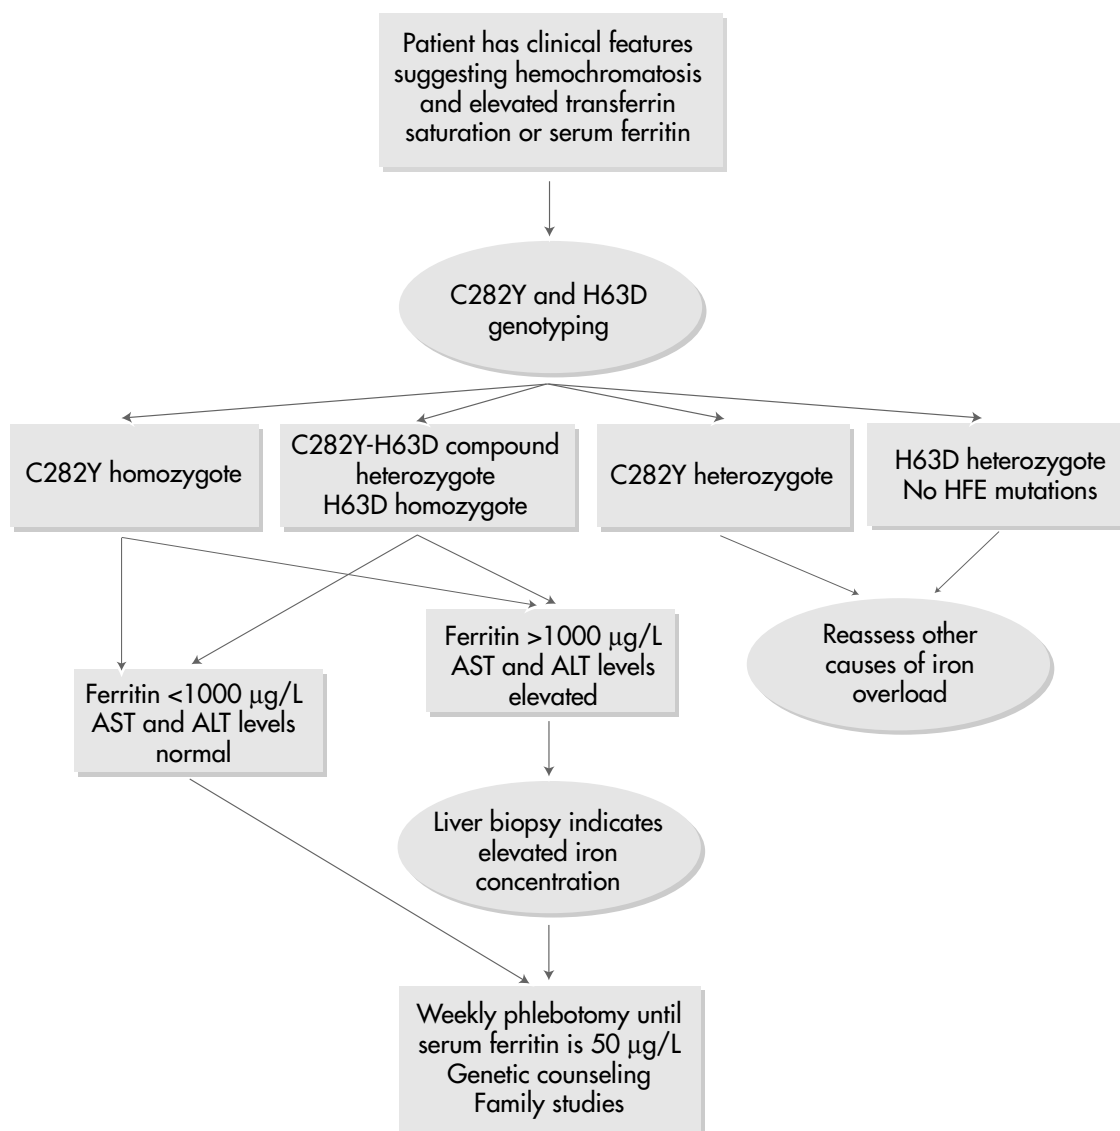 Patient has clinical features
suggesting hemochromatosis
and elevated transferrin
saturation or serum ferritin
C282Y and H63D
genotyping
C282Y homozygote
C282Y-H63D compound
heterozygote
H63D homozygote
C282Y heterozygote
H63D heterozygote
No HFE mutations
Ferritin <1000 µg/L
AST and ALT levels
normal
Ferritin >1000 µg/L
AST and ALT levels
elevated
Reassess other
causes of iron
overload
Liver biopsy indicates
elevated iron
concentration
Weekly phlebotomy until
serum ferritin is 50 µg/L
Genetic counseling
Family studies